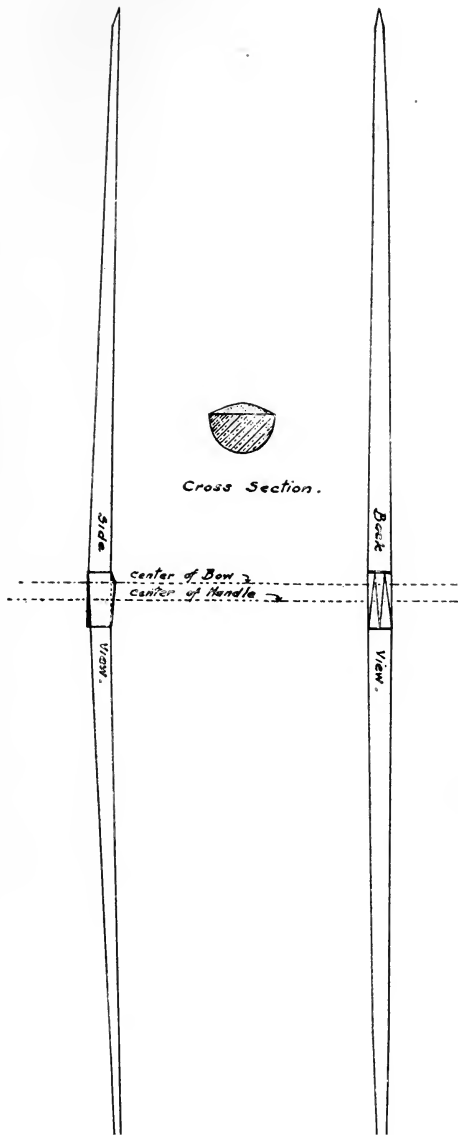 Cross Section.
Side
Back
center of Bow
center of Handle
View.
View.